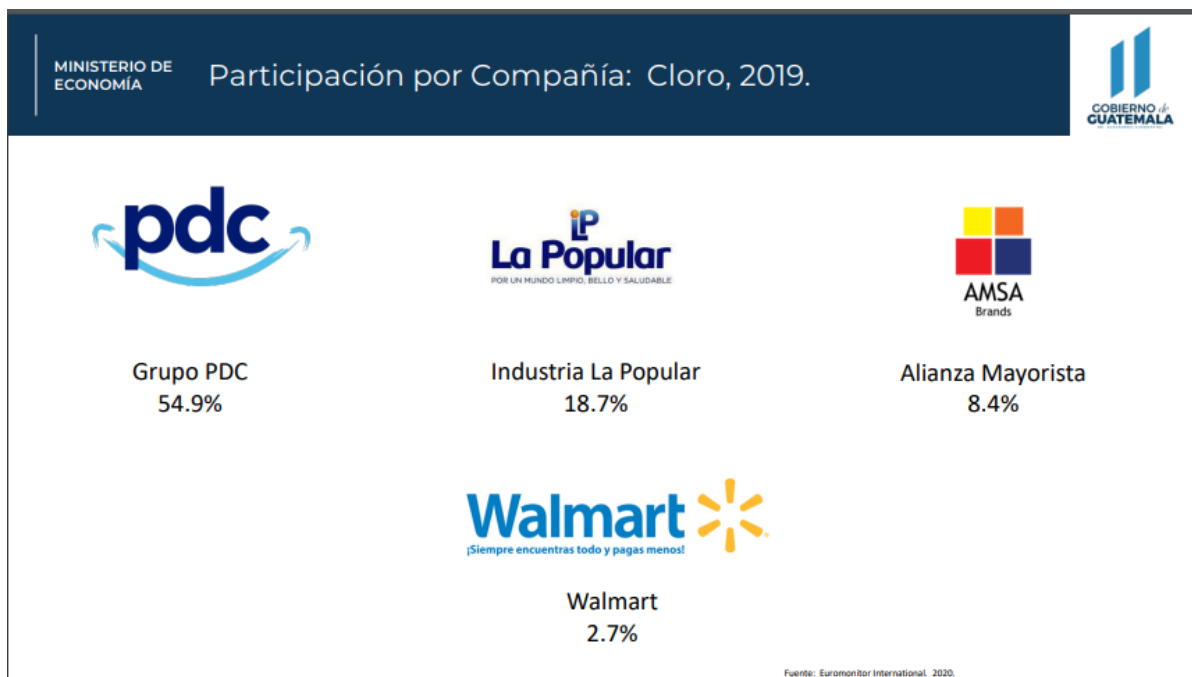 MINISTERIO DE
ECONOMÍA
Participación por Compañía: Cloro, 2019.
GOBIERNO de
GUATEMALA
pdc
iLP
La Popular
POR UN MUNDO LIMPIO, BELLO Y SALUDABLE
AMSA
Brands
Grupo PDC
54.9%
Industria La Popular
18.7%
Alianza Mayorista
8.4%
Walmart
¡Siempre encuentras todo y pagas menos!
Walmart
2.7%
Fuente: Euromonitor International. 2020.